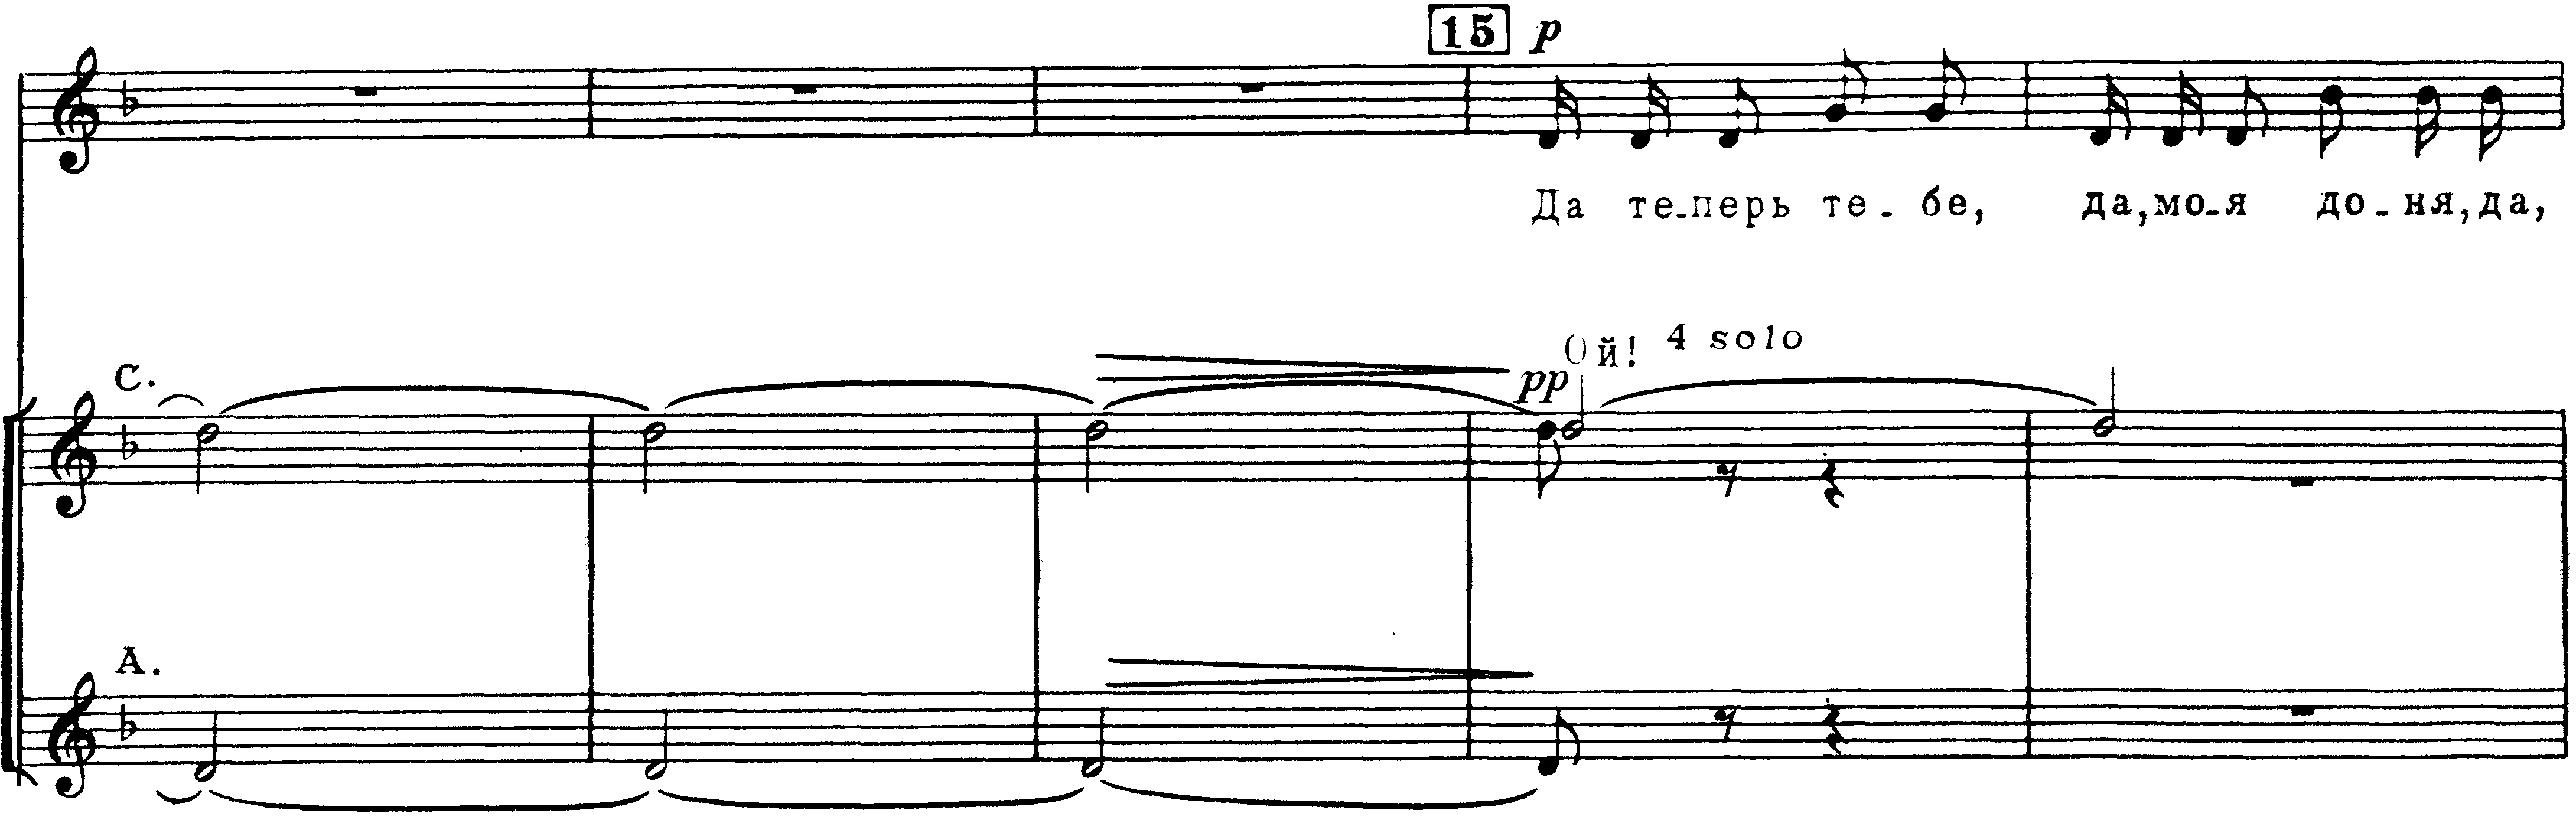 15 p
Да те-перь те-бе, да, мо-я до-ня, да,
Ой! 4 solo
С.
pp
А.